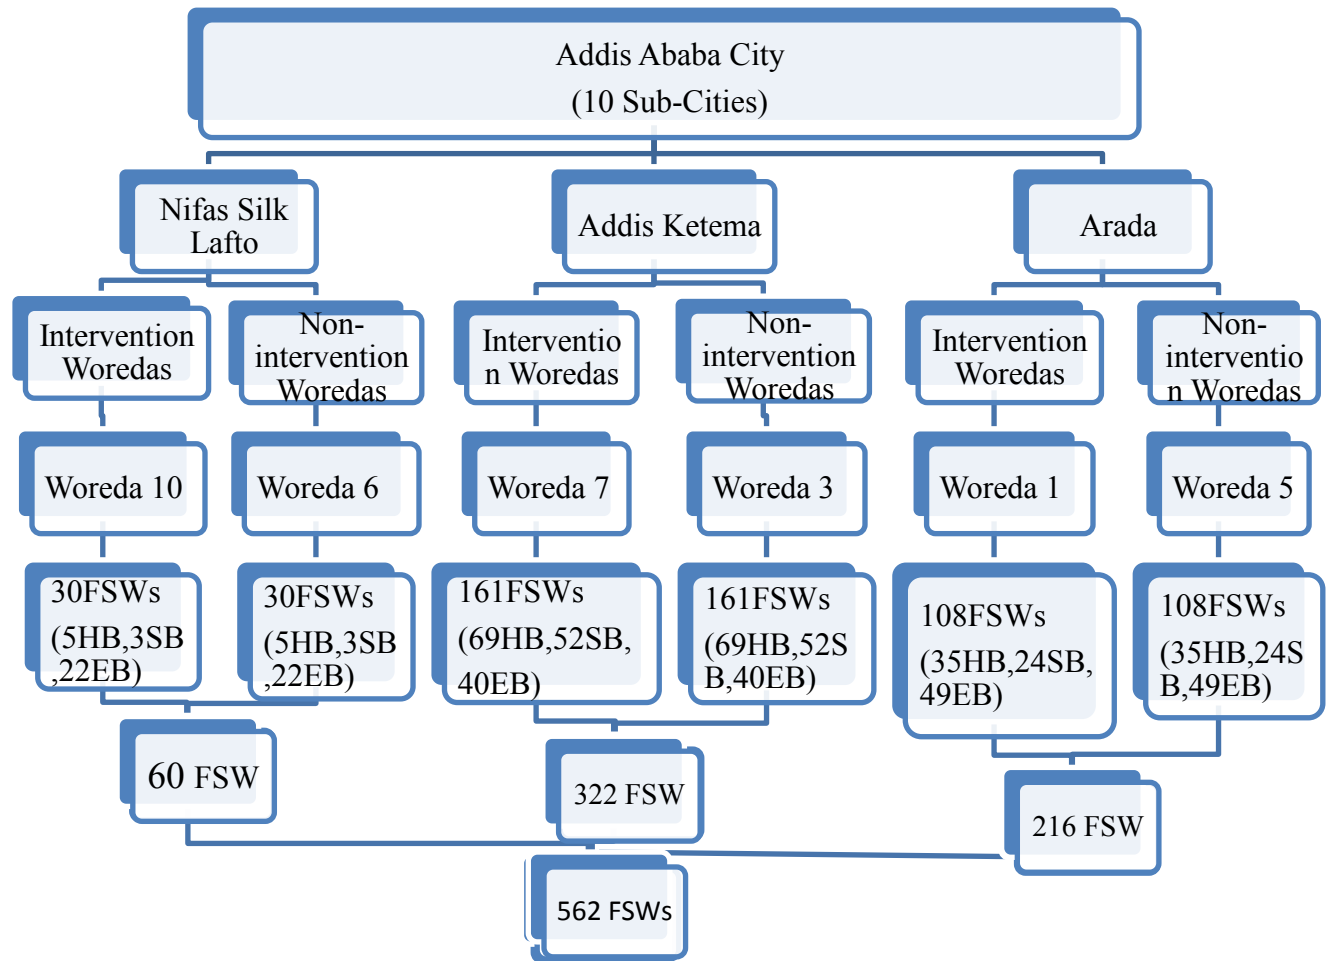 Addis Ababa City
(10 Sub-Cities)
Nifas Silk
Lafto
Addis Ketema
Arada
Intervention
Woredas
Non-
intervention
Woredas
Interventio
n Woredas
Non-
intervention
Woredas
Intervention
Woredas
Non-
interventio
n Woredas
Woreda 10
Woreda 6
Woreda 7
Woreda 3
Woreda 1
Woreda 5
30FSWs
(5HB,3SB
,22EB)
30FSWs
(5HB,3SB
,22EB)
161FSWs
(69HB,52SB,
40EB)
161FSWs
(69HB,52S
B,40EB)
108FSWs
(35HB,24SB,
49EB)
108FSWs
(35HB,24S
B,49EB)
60 FSW
322 FSW
216 FSW
562 FSWs